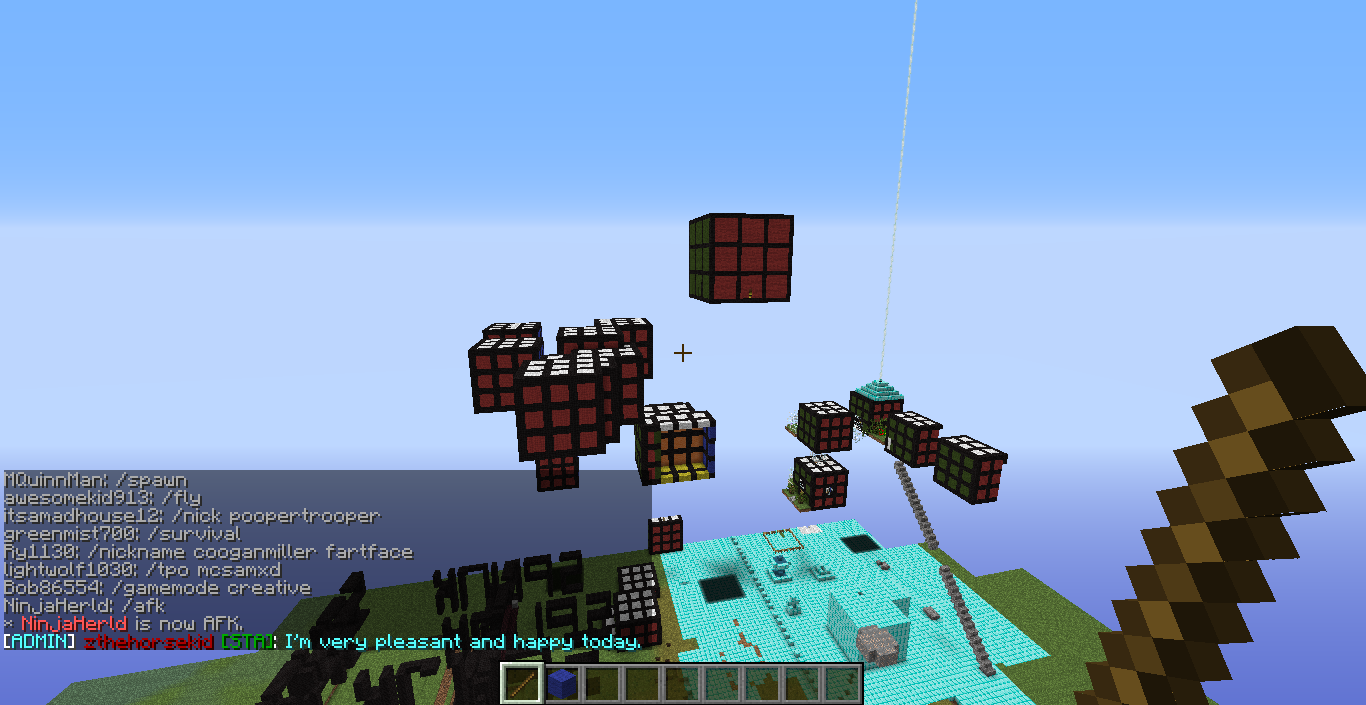 MQuinnMan: /spawn
awesomekid913: /fly
itsamadhouse12: /nick poopertrooper
greenmist700: /survival
Ry1130: /nickname cooganmiller fartface
lightwolf1030: /tpo mcsamxd
Bob86554: /gamemode creative
NinjaHerld: /afk
* NinjaHerld is now AFK.
[ADMIN] zthehorsekid [STA]: I'm very pleasant and happy today.